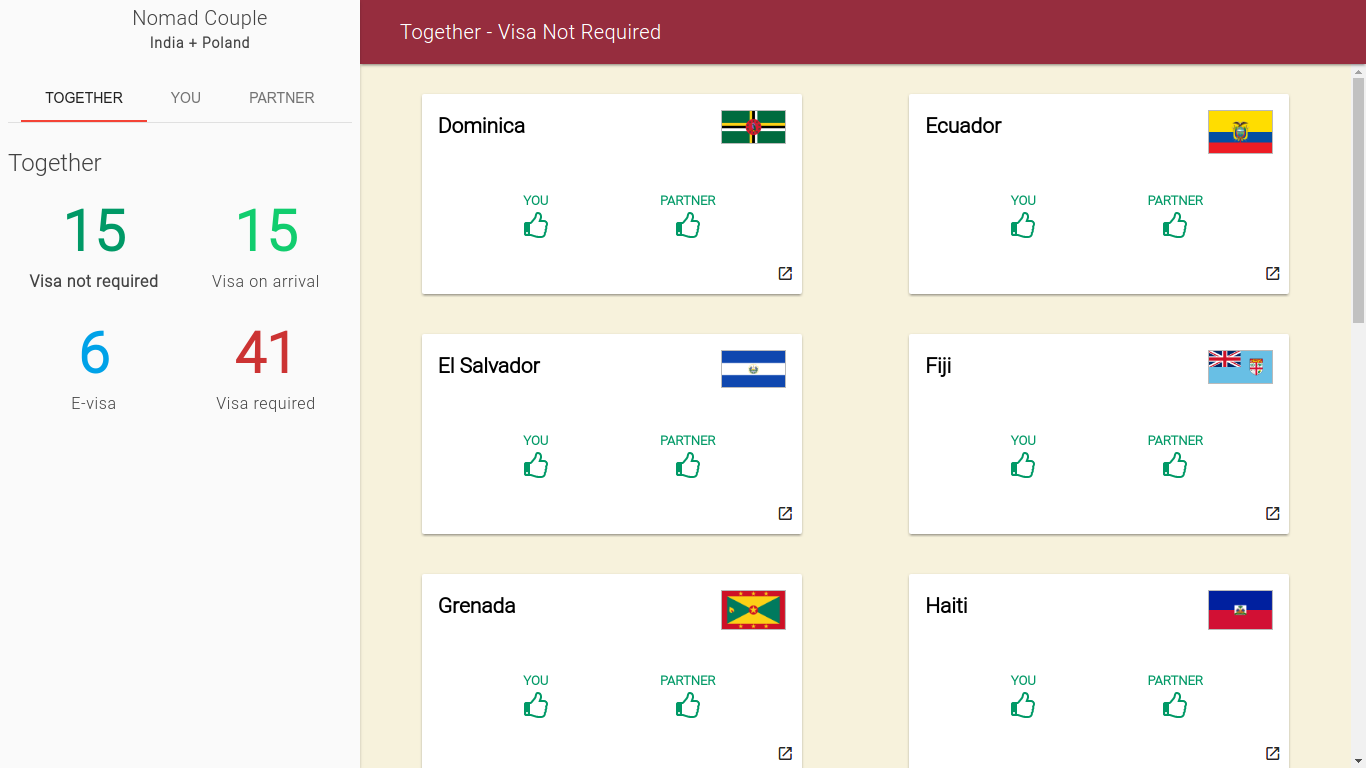 Nomad Couple
India + Poland
TOGETHER YOU PARTNER
Together
15 15
Visa not required Visa on arrival
6 41
E-visa Visa required
Together - Visa Not Required
Dominica
YOU PARTNER
Ecuador
YOU PARTNER
El Salvador
YOU PARTNER
Fiji
YOU PARTNER
Grenada
YOU PARTNER
Haiti
YOU PARTNER